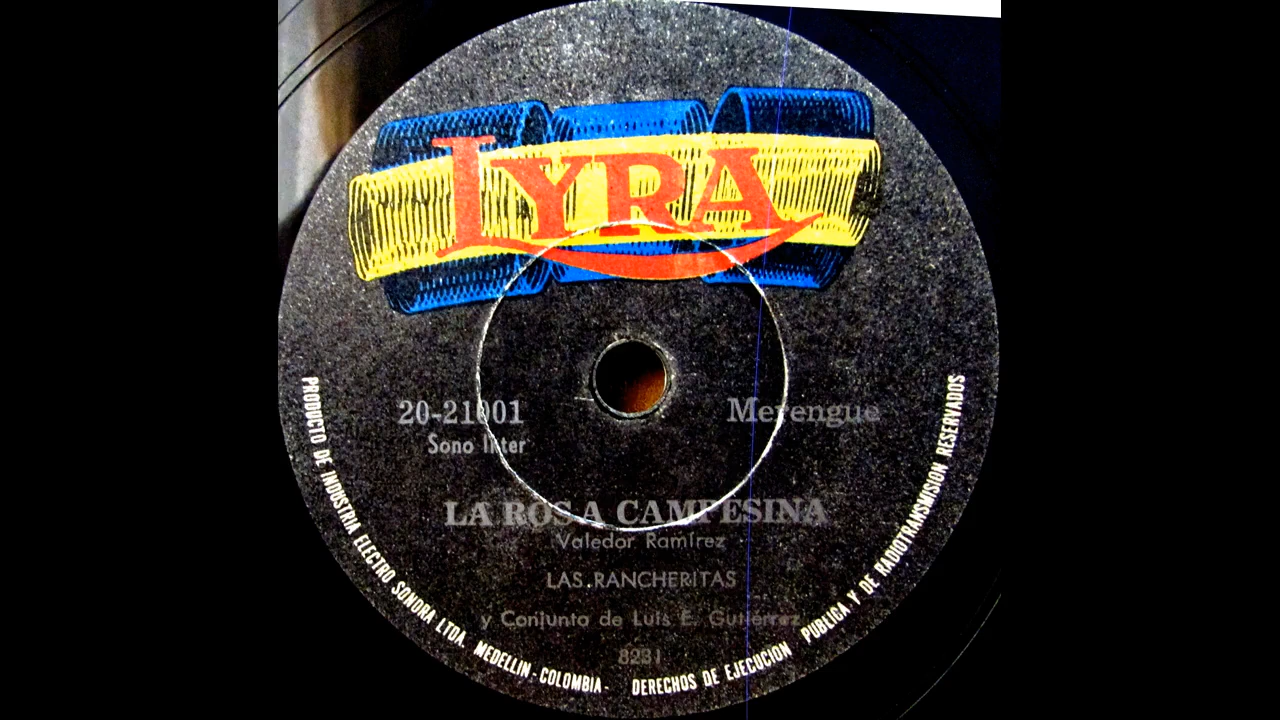 LYRA
20-21001
Merengue
Sono Inter
LA ROSA CAMPESINA
Valedor Ramírez
LAS RANCHERITAS
y Conjunto de Luis E. Gutiérrez
8231
PRODUCTO DE INDUSTRIA ELECTRO SONORA LTDA. MEDELLIN - COLOMBIA - DERECHOS DE EJECUCION PUBLICA Y DE RADIOTRANSMISION RESERVADOS